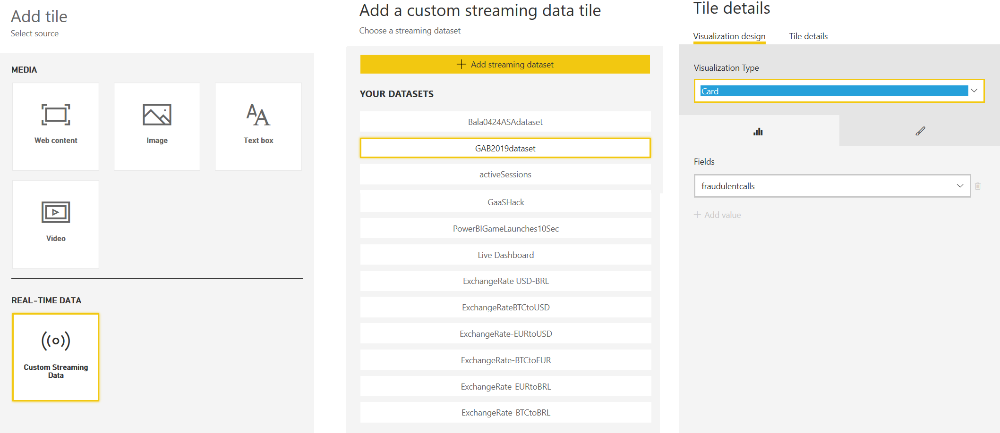 Add tile
Select source
MEDIA
Web content
Image
Text box
Video
REAL-TIME DATA
Custom Streaming
Data
Add a custom streaming data tile
Choose a streaming dataset
Add streaming dataset
YOUR DATASETS
Bala0424ASAdataset
GAB2019dataset
activeSessions
GaaSHack
PowerBIGameLaunches10Sec
Live Dashboard
ExchangeRate USD-BRL
ExchangeRateBTCtoUSD
ExchangeRate-EURtoUSD
ExchangeRate-BTCtoEUR
ExchangeRate-EURtoBRL
ExchangeRate-BTCtoBRL
Tile details
Visualization design
Tile details
Visualization Type
Card
Fields
fraudulentcalls
Add value